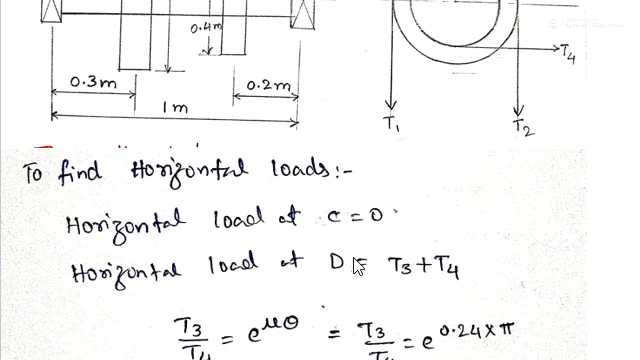 0.4m
T4
0.3m
0.2m
1m
T1
T2
To find Horizontal loads:-
Horizontal load at C=0
Horizontal load at D = T3+T4
T3/T4 = e^μθ = T3/T4 = e^0.24×π